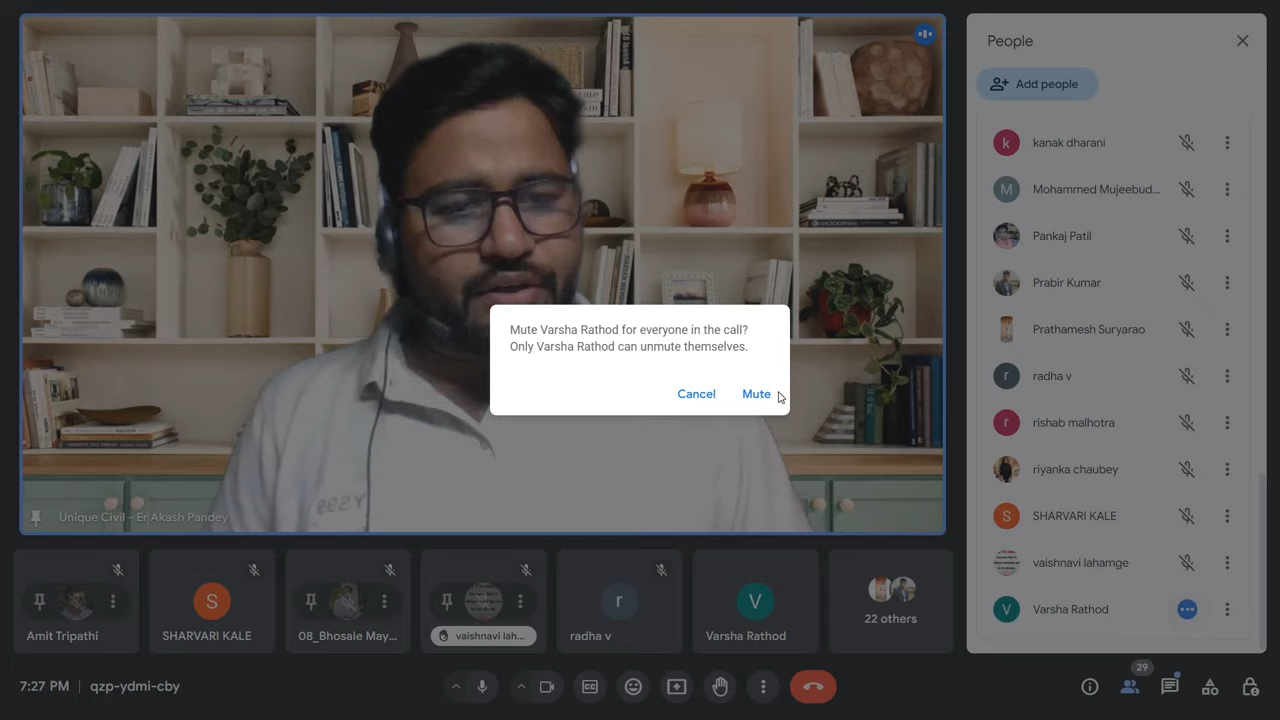 People
Add people
k
kanak dharani
M
Mohammed Mujeebud...
Pankaj Patil
Prabir Kumar
Prathamesh Suryarao
r
radha v
r
rishab malhotra
riyanka chaubey
S
SHARVARI KALE
vaishnavi lahamge
V
Varsha Rathod
Mute Varsha Rathod for everyone in the call?
Only Varsha Rathod can unmute themselves.
Cancel
Mute
Unique Civil - Er Akash Pandey
Amit Tripathi
S
SHARVARI KALE
08_Bhosale May...
vaishnavi lah...
r
radha v
V
Varsha Rathod
22 others
7:27 PM
qzp-ydmi-cby
29